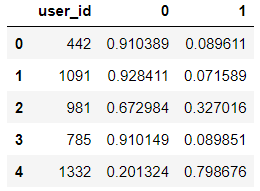 user_id 0 1
0 442 0.910389 0.089611
1 1091 0.928411 0.071589
2 981 0.672984 0.327016
3 785 0.910149 0.089851
4 1332 0.201324 0.798676